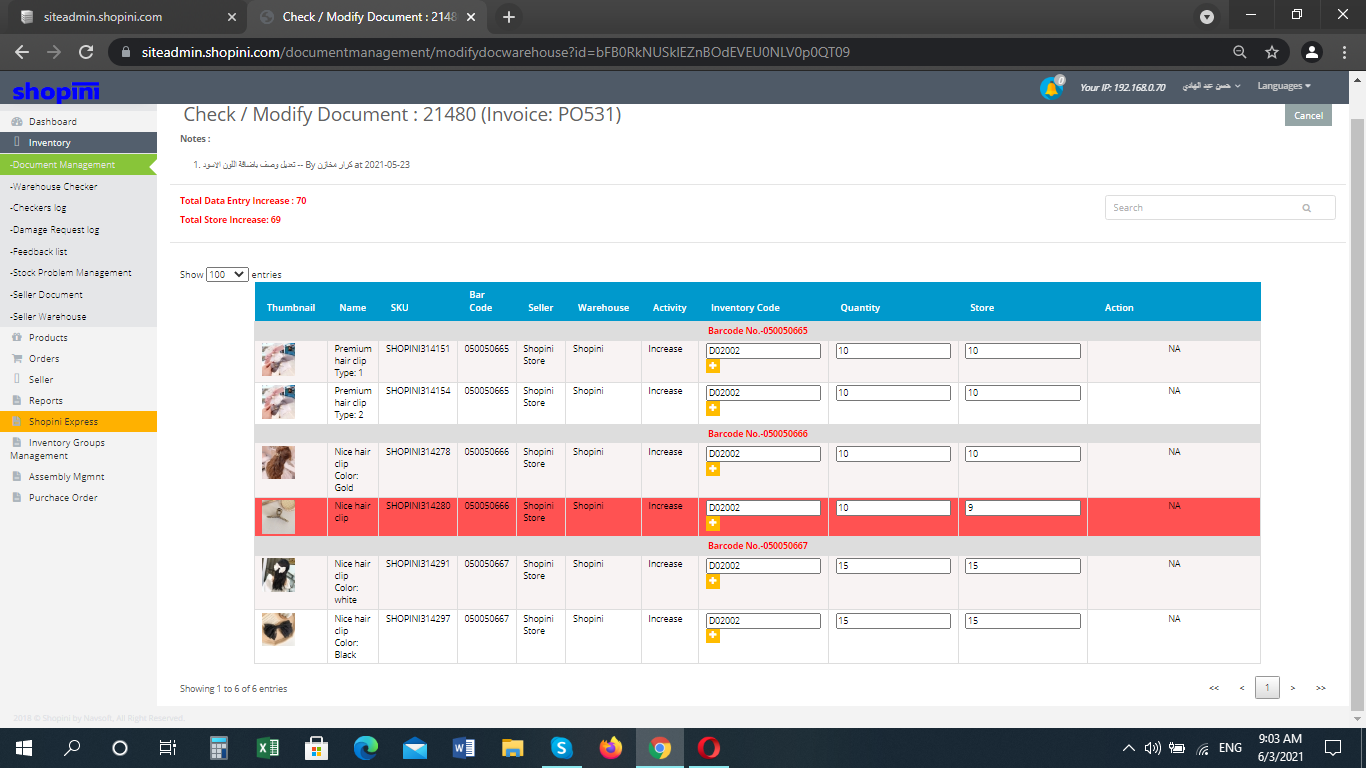 siteadmin.shopini.com
Check / Modify Document : 2148
siteadmin.shopini.com/documentmanagement/modifydocwarehouse?id=bFB0RkNUSklEZnBOdEVEU0NLV0p0QT09
shopini
0
Your IP: 192.168.0.70
حسن عبد الهادي
Languages
Dashboard
Inventory
-Document Management
-Warehouse Checker
-Checkers log
-Damage Request log
-Feedback list
-Stock Problem Management
-Seller Document
-Seller Warehouse
Products
Orders
Seller
Reports
Shopini Express
Inventory Groups
Management
Assembly Mgmnt
Purchace Order
Check / Modify Document : 21480 (Invoice: PO531)
Cancel
Notes :
1. تعديل وصف باضافة اللون الاسود -- By كرار مخازن at 2021-05-23
Total Data Entry Increase : 70
Total Store Increase: 69
Search
Show 100 entries
Thumbnail Name SKU Bar Code Seller Warehouse Activity Inventory Code Quantity Store Action
Barcode No.-050050665
Premium hair clip Type: 1 SHOPINI314151 050050665 Shopini Store Shopini Increase D02002 10 10 NA
Premium hair clip Type: 2 SHOPINI314154 050050665 Shopini Store Shopini Increase D02002 10 10 NA
Barcode No.-050050666
Nice hair clip Color: Gold SHOPINI314278 050050666 Shopini Store Shopini Increase D02002 10 10 NA
Nice hair clip SHOPINI314280 050050666 Shopini Store Shopini Increase D02002 10 9 NA
Barcode No.-050050667
Nice hair clip Color: white SHOPINI314291 050050667 Shopini Store Shopini Increase D02002 15 15 NA
Nice hair clip Color: Black SHOPINI314297 050050667 Shopini Store Shopini Increase D02002 15 15 NA
Showing 1 to 6 of 6 entries
<< < 1 > >>
2018 © Shopini by Navsoft, All Right Reserved.
ENG
9:03 AM
6/3/2021